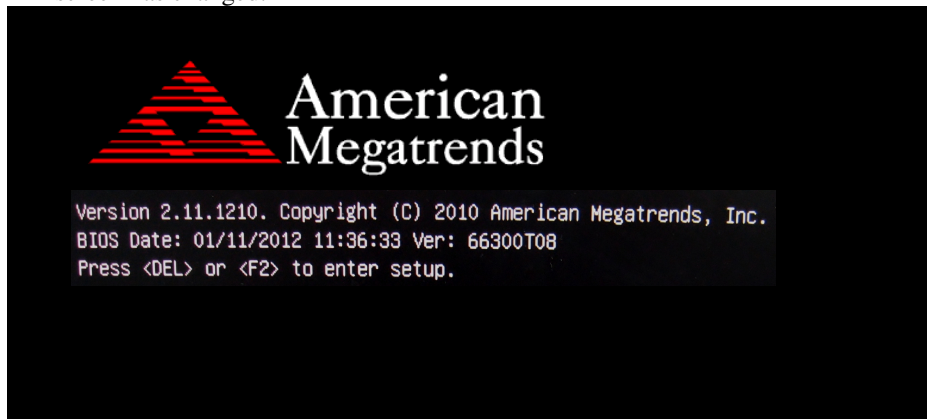 American
Megatrends
Version 2.11.1210. Copyright (C) 2010 American Megatrends, Inc.
BIOS Date: 01/11/2012 11:36:33 Ver: 66300T08
Press <DEL> or <F2> to enter setup.